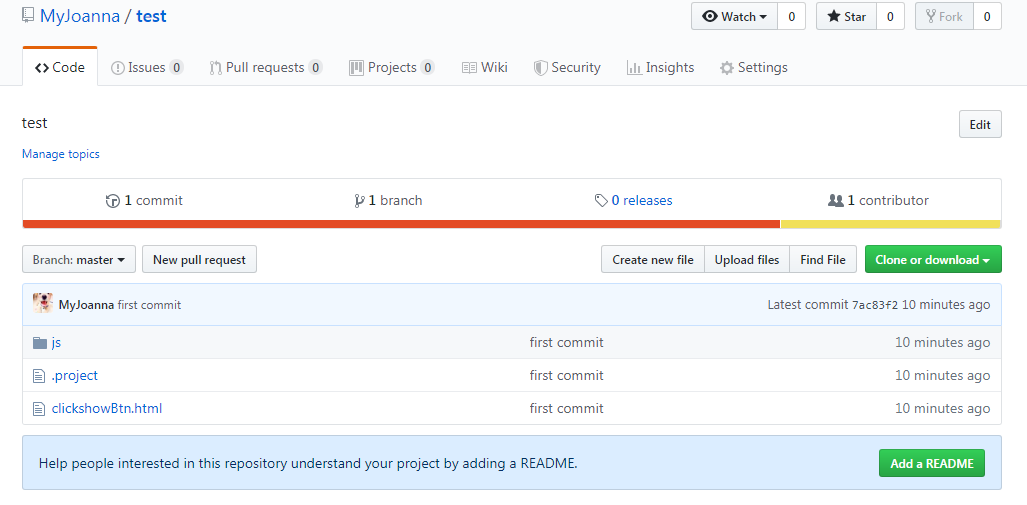 MyJoanna / test
Watch 0 Star 0 Fork 0
Code Issues 0 Pull requests 0 Projects 0 Wiki Security Insights Settings
test Edit
Manage topics
1 commit 1 branch 0 releases 1 contributor
Branch: master New pull request Create new file Upload files Find File Clone or download
MyJoanna first commit Latest commit 7ac83f2 10 minutes ago
js first commit 10 minutes ago
.project first commit 10 minutes ago
clickshowBtn.html first commit 10 minutes ago
Help people interested in this repository understand your project by adding a README. Add a README